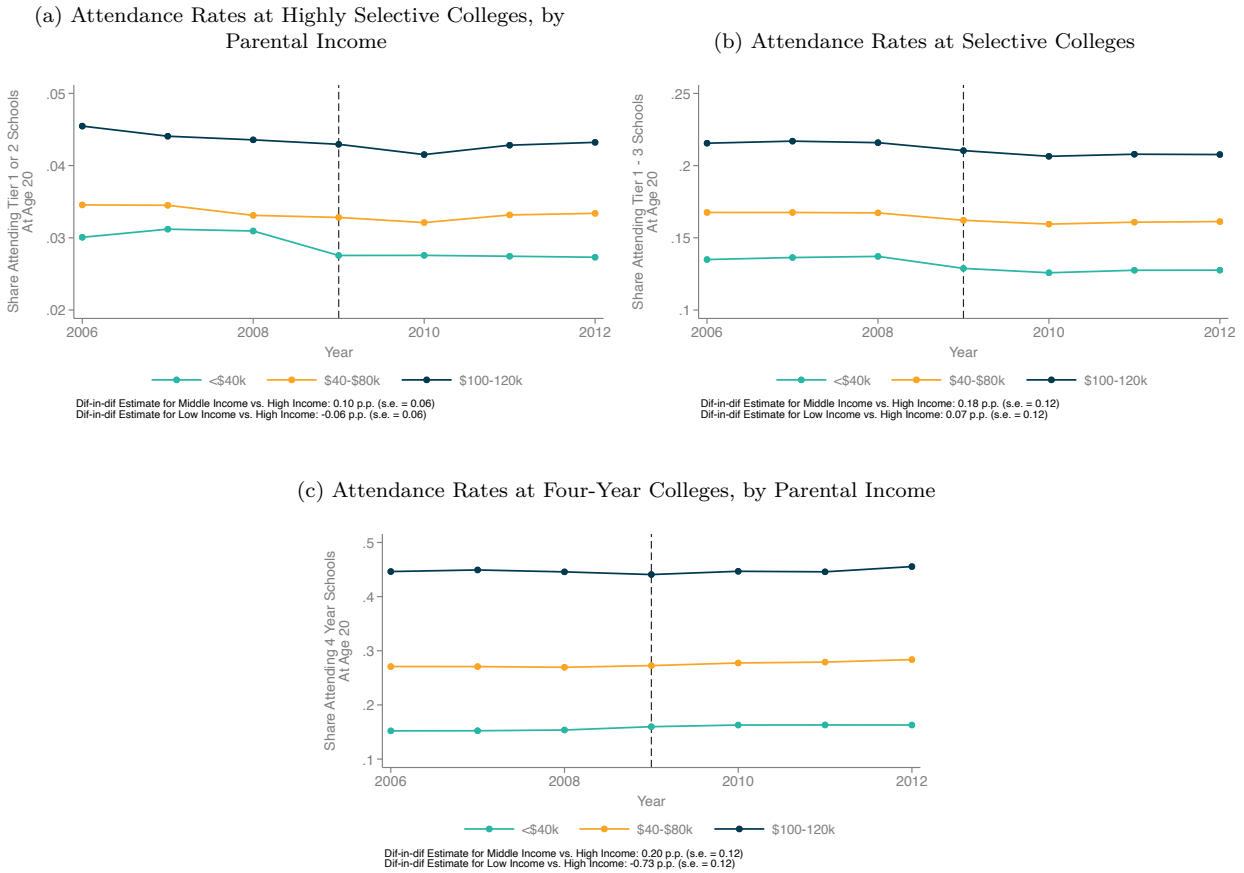 (a) Attendance Rates at Highly Selective Colleges, by
Parental Income
Share Attending Tier 1 or 2 Schools
At Age 20
.05
.04
.03
.02
2006
2008
2010
2012
Year
<$40k
$40-$80k
$100-120k
Dif-in-dif Estimate for Middle Income vs. High Income: 0.10 p.p. (s.e. = 0.06)
Dif-in-dif Estimate for Low Income vs. High Income: -0.06 p.p. (s.e. = 0.06)
(b) Attendance Rates at Selective Colleges
Share Attending Tier 1 - 3 Schools
At Age 20
.25
.2
.15
.1
2006
2008
2010
2012
Year
<$40k
$40-$80k
$100-120k
Dif-in-dif Estimate for Middle Income vs. High Income: 0.18 p.p. (s.e. = 0.12)
Dif-in-dif Estimate for Low Income vs. High Income: 0.07 p.p. (s.e. = 0.12)
(c) Attendance Rates at Four-Year Colleges, by Parental Income
Share Attending 4 Year Schools
At Age 20
.5
.4
.3
.2
.1
2006
2008
2010
2012
Year
<$40k
$40-$80k
$100-120k
Dif-in-dif Estimate for Middle Income vs. High Income: 0.20 p.p. (s.e. = 0.12)
Dif-in-dif Estimate for Low Income vs. High Income: -0.73 p.p. (s.e. = 0.12)